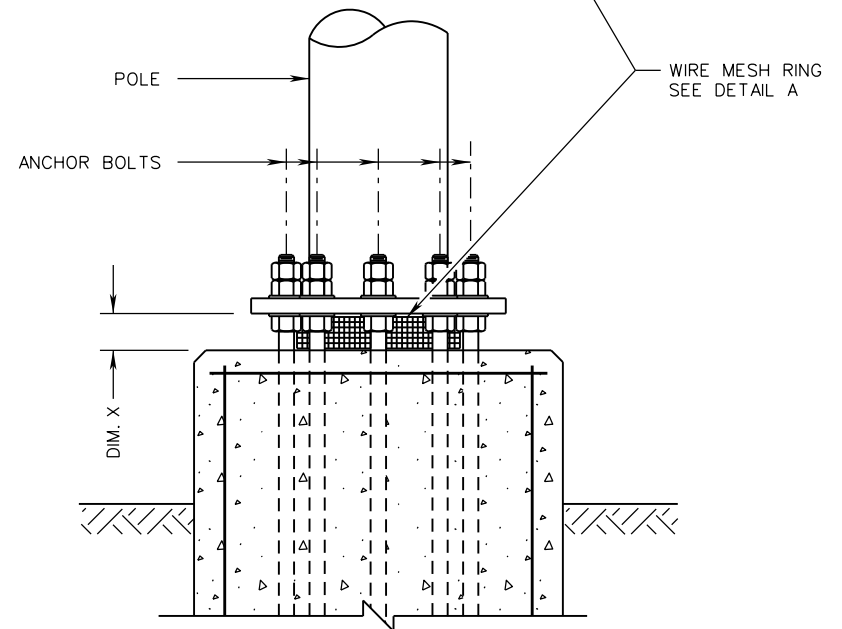 POLE
WIRE MESH RING
SEE DETAIL A
ANCHOR BOLTS
DIM. X